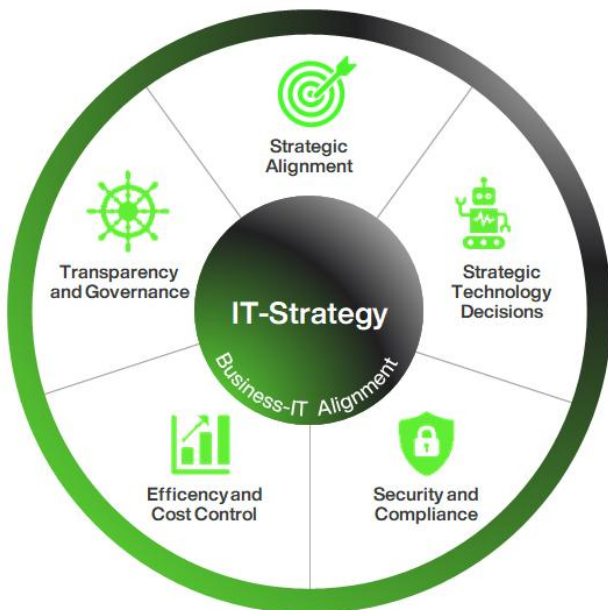 Strategic
Alignment
Transparency
and Governance
Strategic
Technology
Decisions
IT-Strategy
Business-IT Alignment
Efficency and
Cost Control
Security and
Compliance